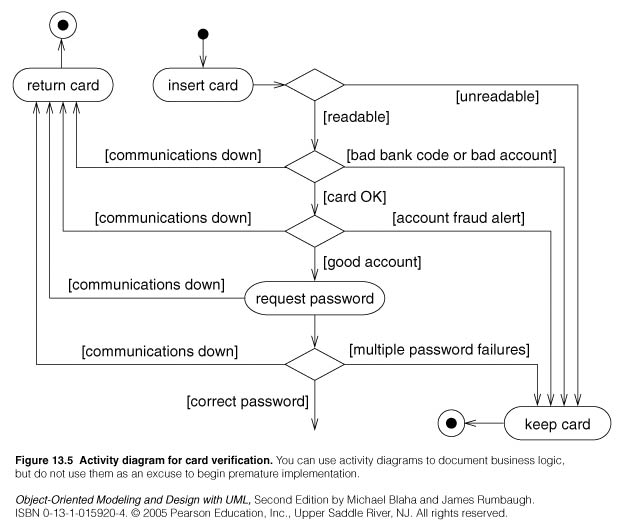 return card
insert card
[unreadable]
[readable]
[communications down]
[bad bank code or bad account]
[card OK]
[communications down]
[account fraud alert]
[good account]
[communications down]
request password
[communications down]
[multiple password failures]
[correct password]
keep card
Figure 13.5 Activity diagram for card verification. You can use activity diagrams to document business logic,
but do not use them as an excuse to begin premature implementation.
Object-Oriented Modeling and Design with UML, Second Edition by Michael Blaha and James Rumbaugh.
ISBN 0-13-1-015920-4. © 2005 Pearson Education, Inc., Upper Saddle River, NJ. All rights reserved.